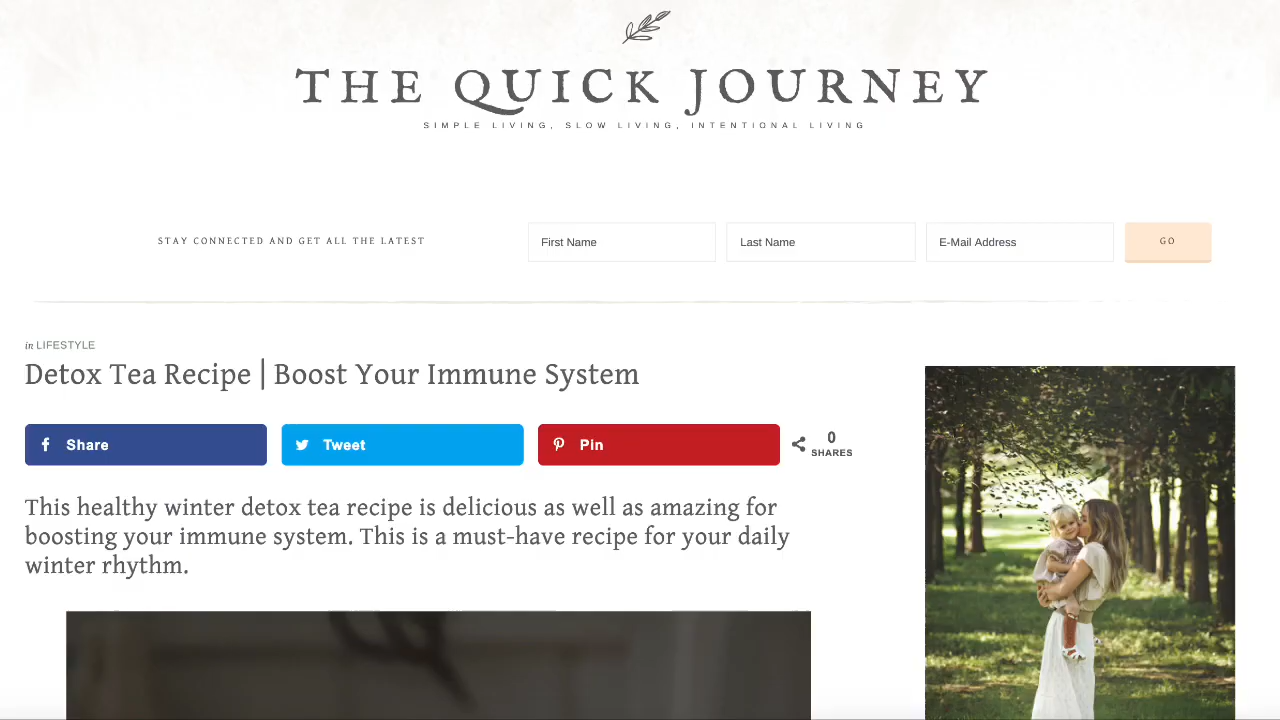 THE QUICK JOURNEY
SIMPLE LIVING, SLOW LIVING, INTENTIONAL LIVING
STAY CONNECTED AND GET ALL THE LATEST
First Name
Last Name
E-Mail Address
GO
in LIFESTYLE
Detox Tea Recipe | Boost Your Immune System
Share
Tweet
Pin
0
SHARES
This healthy winter detox tea recipe is delicious as well as amazing for
boosting your immune system. This is a must-have recipe for your daily
winter rhythm.